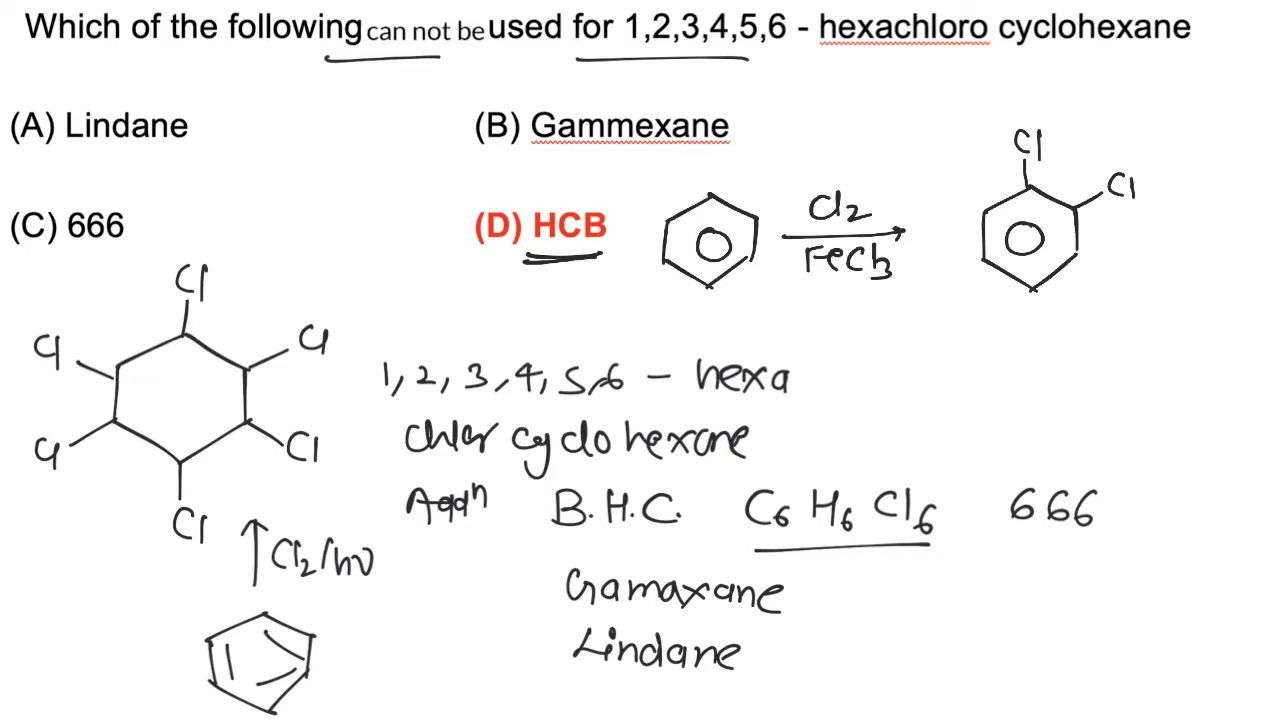 Which of the following can not be used for 1,2,3,4,5,6 - hexachloro cyclohexane
(A) Lindane
(B) Gammexane
(C) 666
(D) HCB
Cl2
FeCl3
Cl
Cl
Cl
Cl
Cl
Cl
Cl
Cl
1, 2, 3, 4, 5, 6 - hexa
chlor cyclo hexane
Addn B.H.C. C6 H6 Cl6 666
Cl2/hν
Gamaxane
Lindane